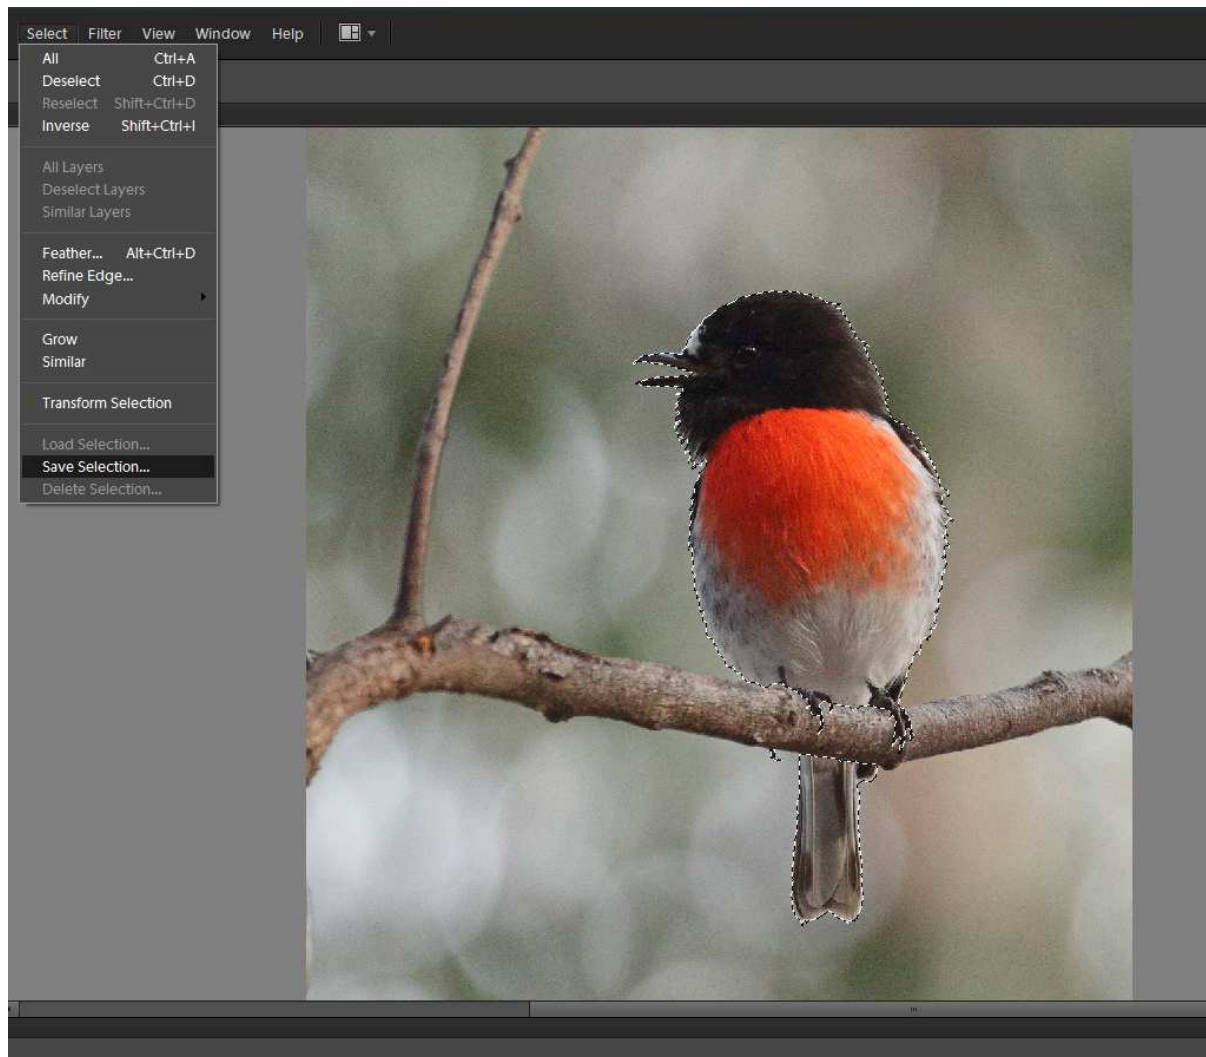 Select Filter View Window Help
All Ctrl+A
Deselect Ctrl+D
Reselect Shift+Ctrl+D
Inverse Shift+Ctrl+I
All Layers
Deselect Layers
Similar Layers
Feather... Alt+Ctrl+D
Refine Edge...
Modify
Grow
Similar
Transform Selection
Load Selection...
Save Selection...
Delete Selection...